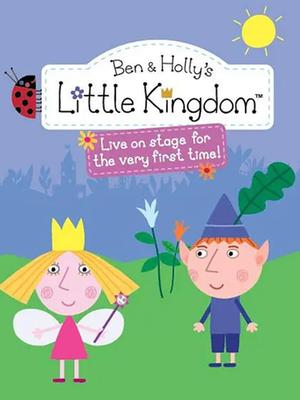 Ben & Holly's
Little Kingdom™
Live on stage for
the very first time!